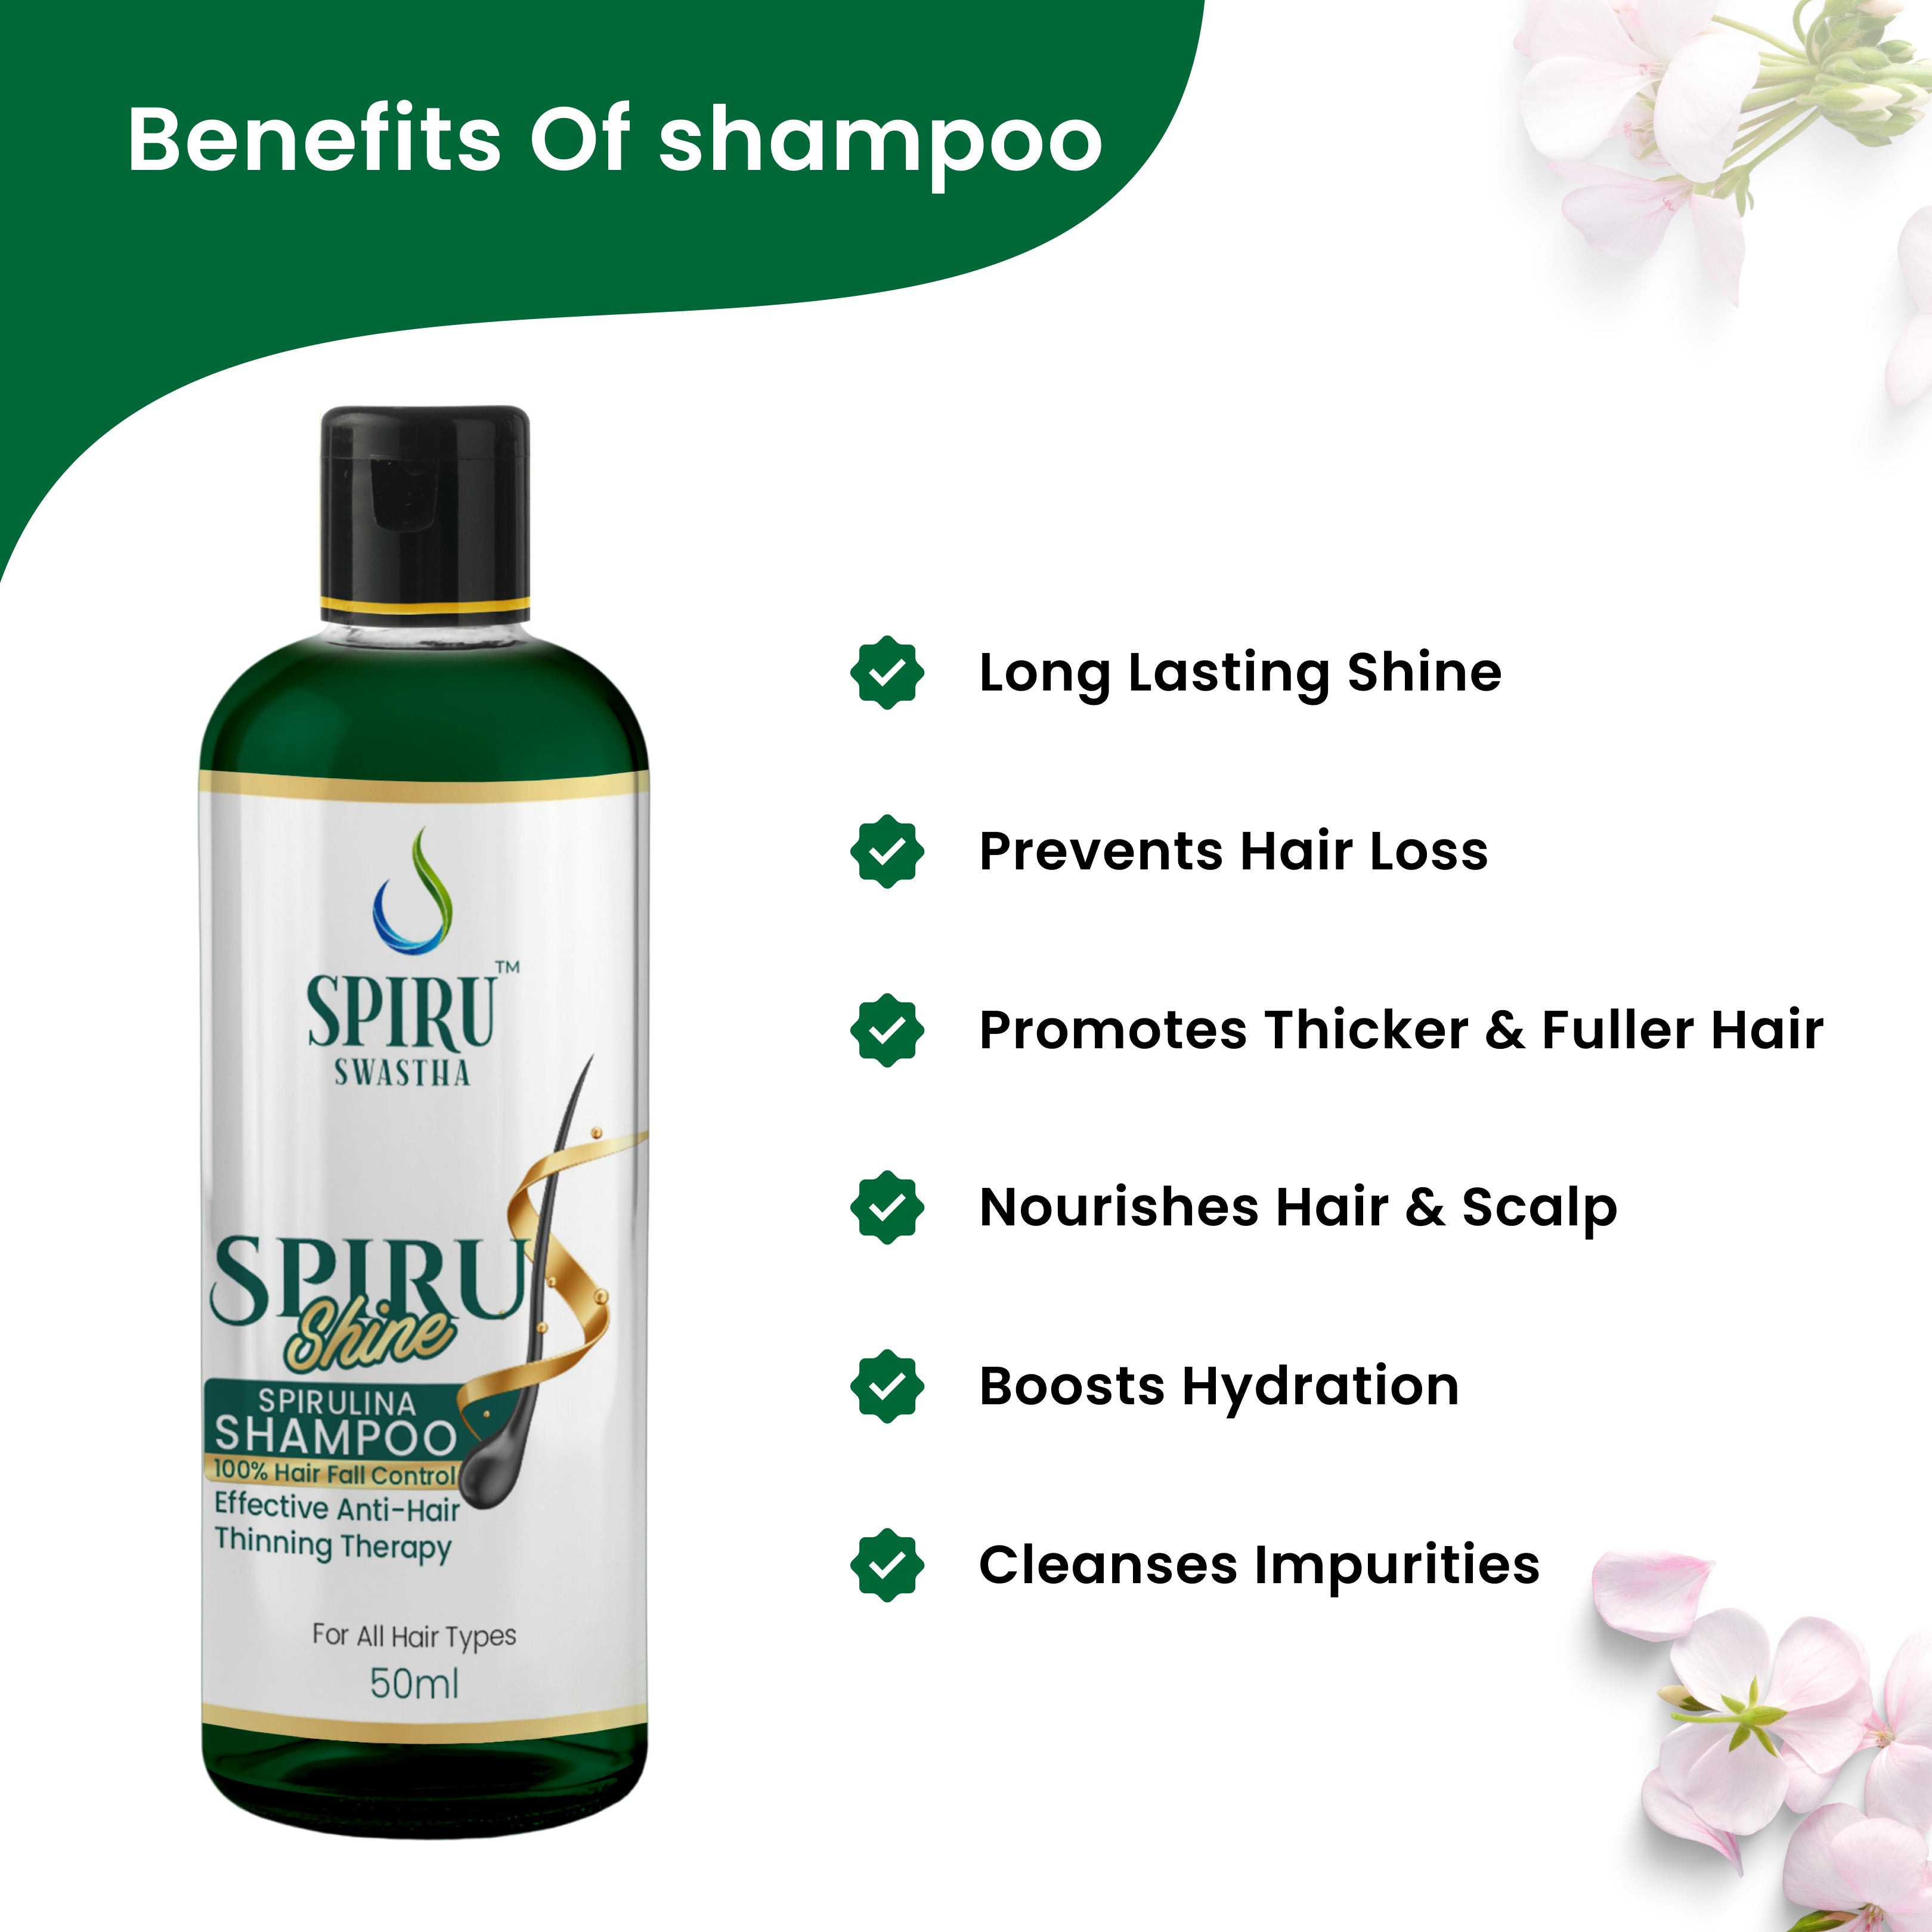 Benefits Of shampoo
SPIRU™
SWASTHA
SPIRU
Shine
SPIRULINA
SHAMPOO
100% Hair Fall Control
Effective Anti-Hair
Thinning Therapy
For All Hair Types
50ml
Long Lasting Shine
Prevents Hair Loss
Promotes Thicker & Fuller Hair
Nourishes Hair & Scalp
Boosts Hydration
Cleanses Impurities